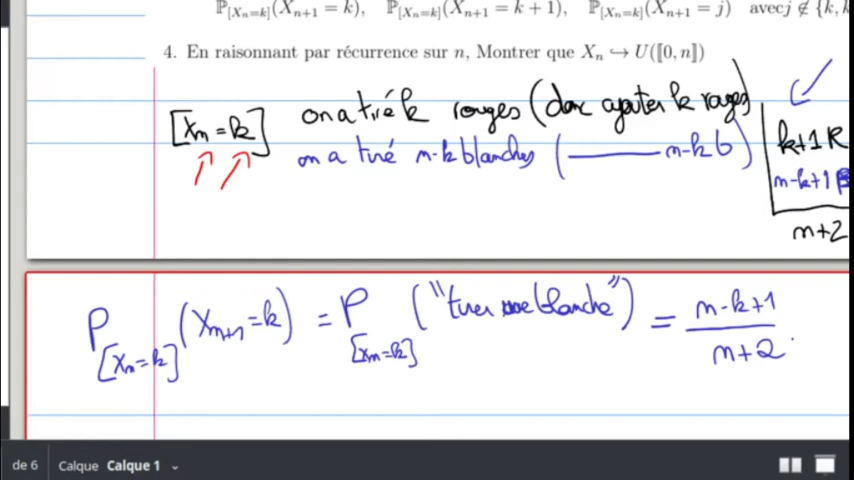 ℙ[Xn=k](Xn+1 = k), ℙ[Xn=k](Xn+1 = k + 1), ℙ[Xn=k](Xn+1 = j) avecj ∉ {k, k
4. En raisonnant par récurrence sur n, Montrer que Xn ↪ U(⟦0, n⟧)
[Xn = k] on a tiré k rouges (donc ajouter k rouges)
on a tiré n-k blanches ( —— n-k b )
k+1 R
n-k+1 B
n+2
P[Xn=k] (Xn+1 = k) = P[Xn=k] ("tirer une blanche") = (n-k+1)/(n+2)
de 6 Calque Calque 1